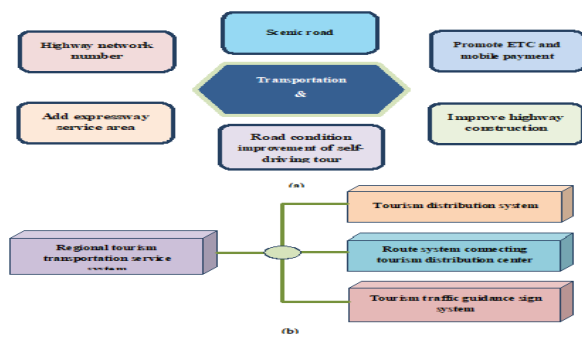 Scenic road
Highway network
number
Promote ETC and
mobile payment
Transportation
&
Add expressway
service area
Improve highway
construction
Road condition
improvement of self-
driving tour
(a)
Tourism distribution system
Regional tourism
transportation service
system
Route system connecting
tourism distribution center
Tourism traffic guidance sign
system
(b)